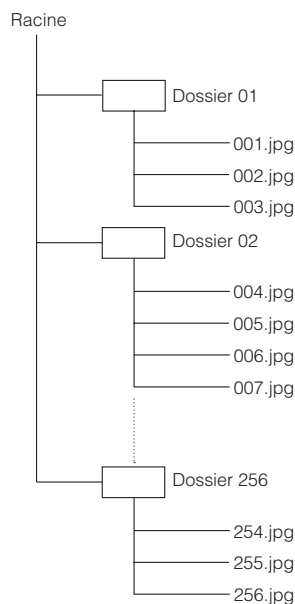 Racine
Dossier 01
001.jpg
002.jpg
003.jpg
Dossier 02
004.jpg
005.jpg
006.jpg
007.jpg
Dossier 256
254.jpg
255.jpg
256.jpg